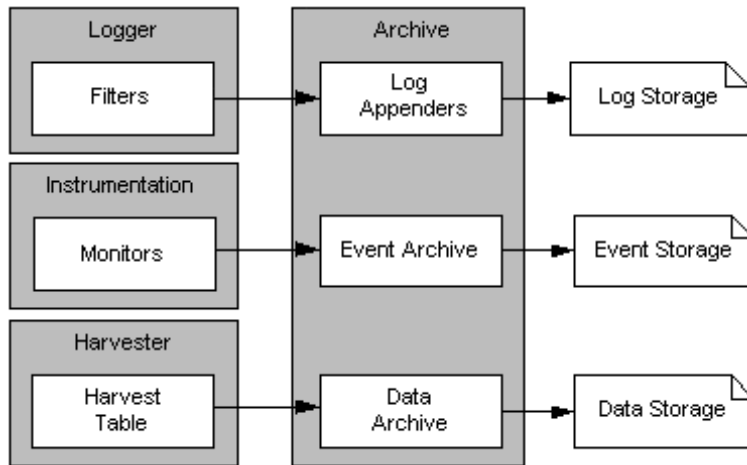 Logger
Archive
Filters
Log
Appenders
Log Storage
Instrumentation
Monitors
Event Archive
Event Storage
Harvester
Harvest
Table
Data
Archive
Data Storage